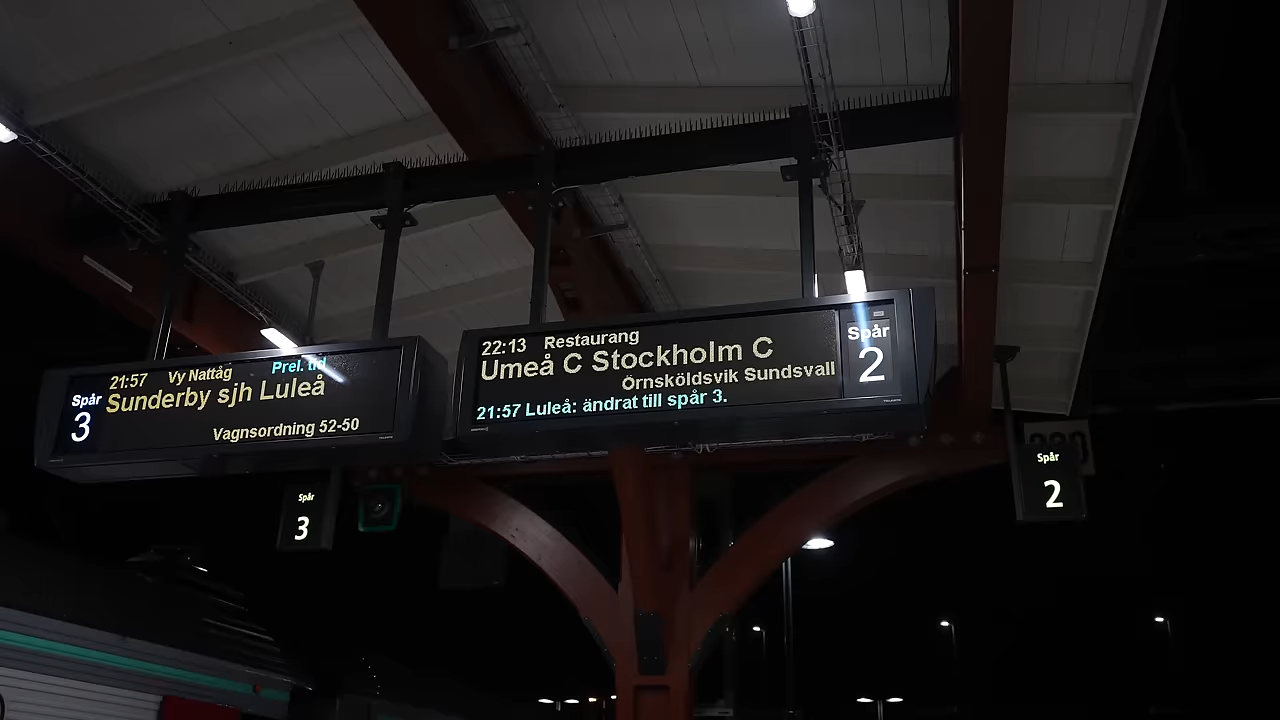 21:57 Vy Nattåg Prel. tid
Spår 3
Sunderby sjh Luleå
Vagnsordning 52-50
22:13 Restaurang
Umeå C Stockholm C
Örnsköldsvik Sundsvall
21:57 Luleå: ändrat till spår 3.
Spår
2
Spår
3
Spår
2